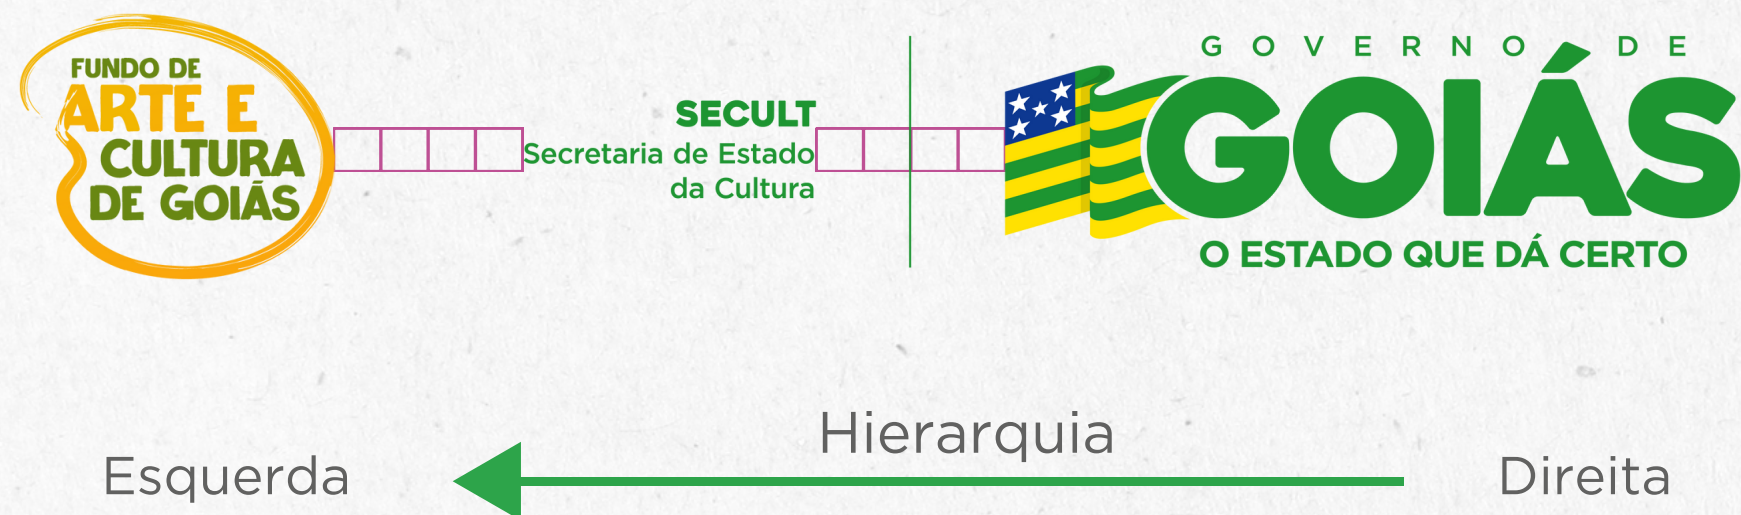 FUNDO DE
ARTE E
CULTURA
DE GOIÁS
SECULT
Secretaria de Estado
da Cultura
GOVERNO DE
GOIÁS
O ESTADO QUE DÁ CERTO
Hierarquia
Esquerda
Direita